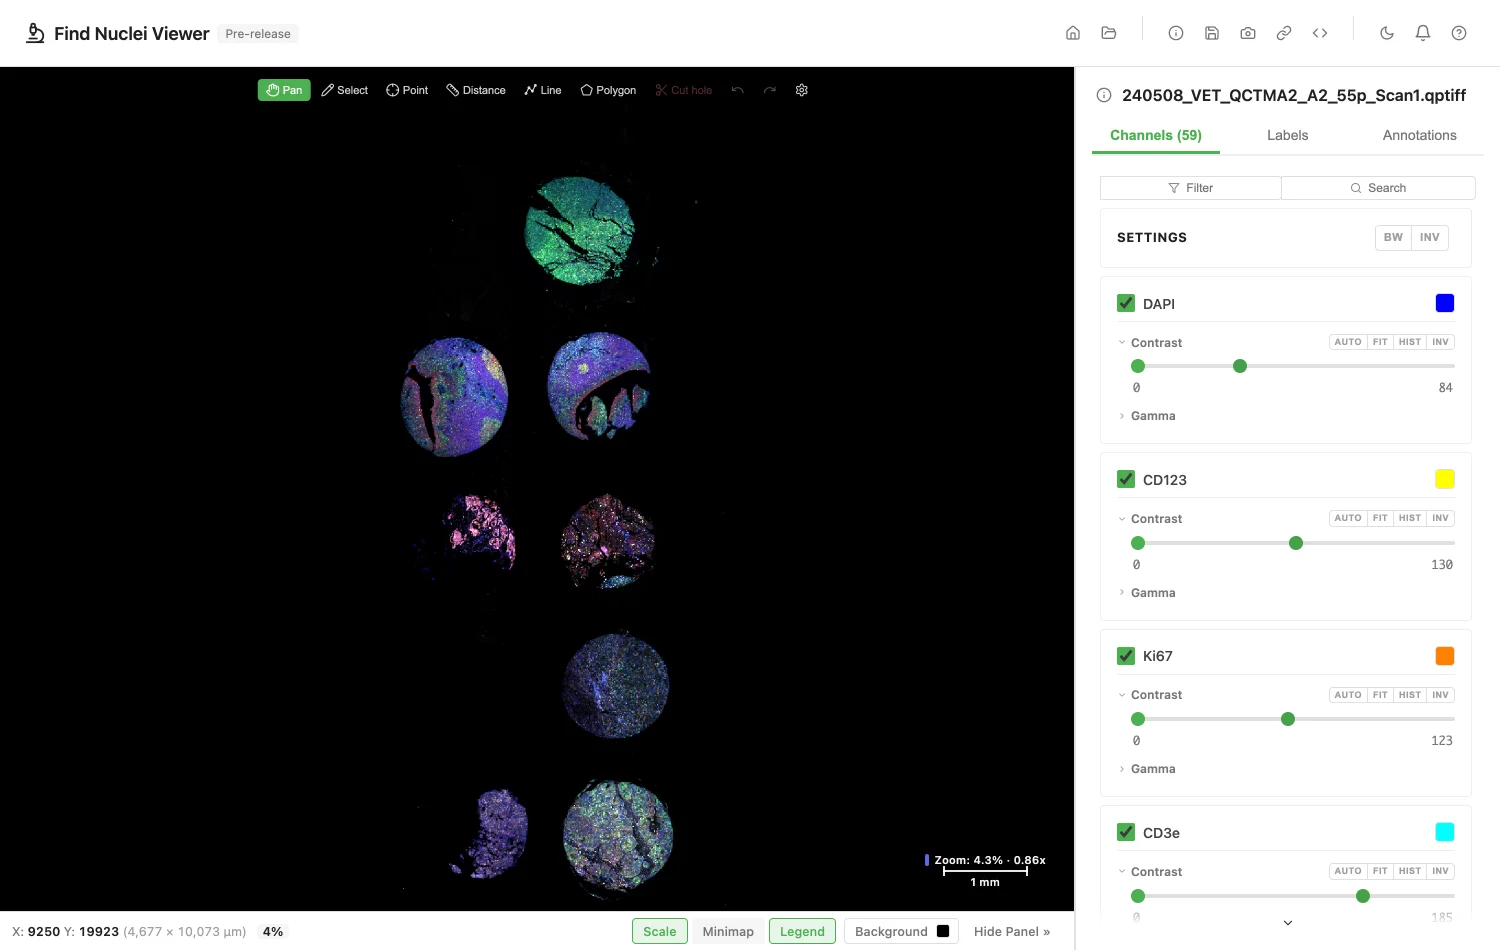 Find Nuclei Viewer Pre-release
Pan Select Point Distance Line Polygon Cut hole
240508_VET_QCTMA2_A2_55p_Scan1.qptiff
Channels (59) Labels Annotations
Filter Search
SETTINGS BW INV
DAPI
Contrast AUTO FIT HIST INV
0 84
Gamma
CD123
Contrast AUTO FIT HIST INV
0 130
Gamma
Ki67
Contrast AUTO FIT HIST INV
0 123
Gamma
CD3e
Contrast AUTO FIT HIST INV
0 185
Zoom: 4.3% · 0.86x
1 mm
X: 9250 Y: 19923 (4,677 × 10,073 µm) 4%
Scale Minimap Legend Background Hide Panel »